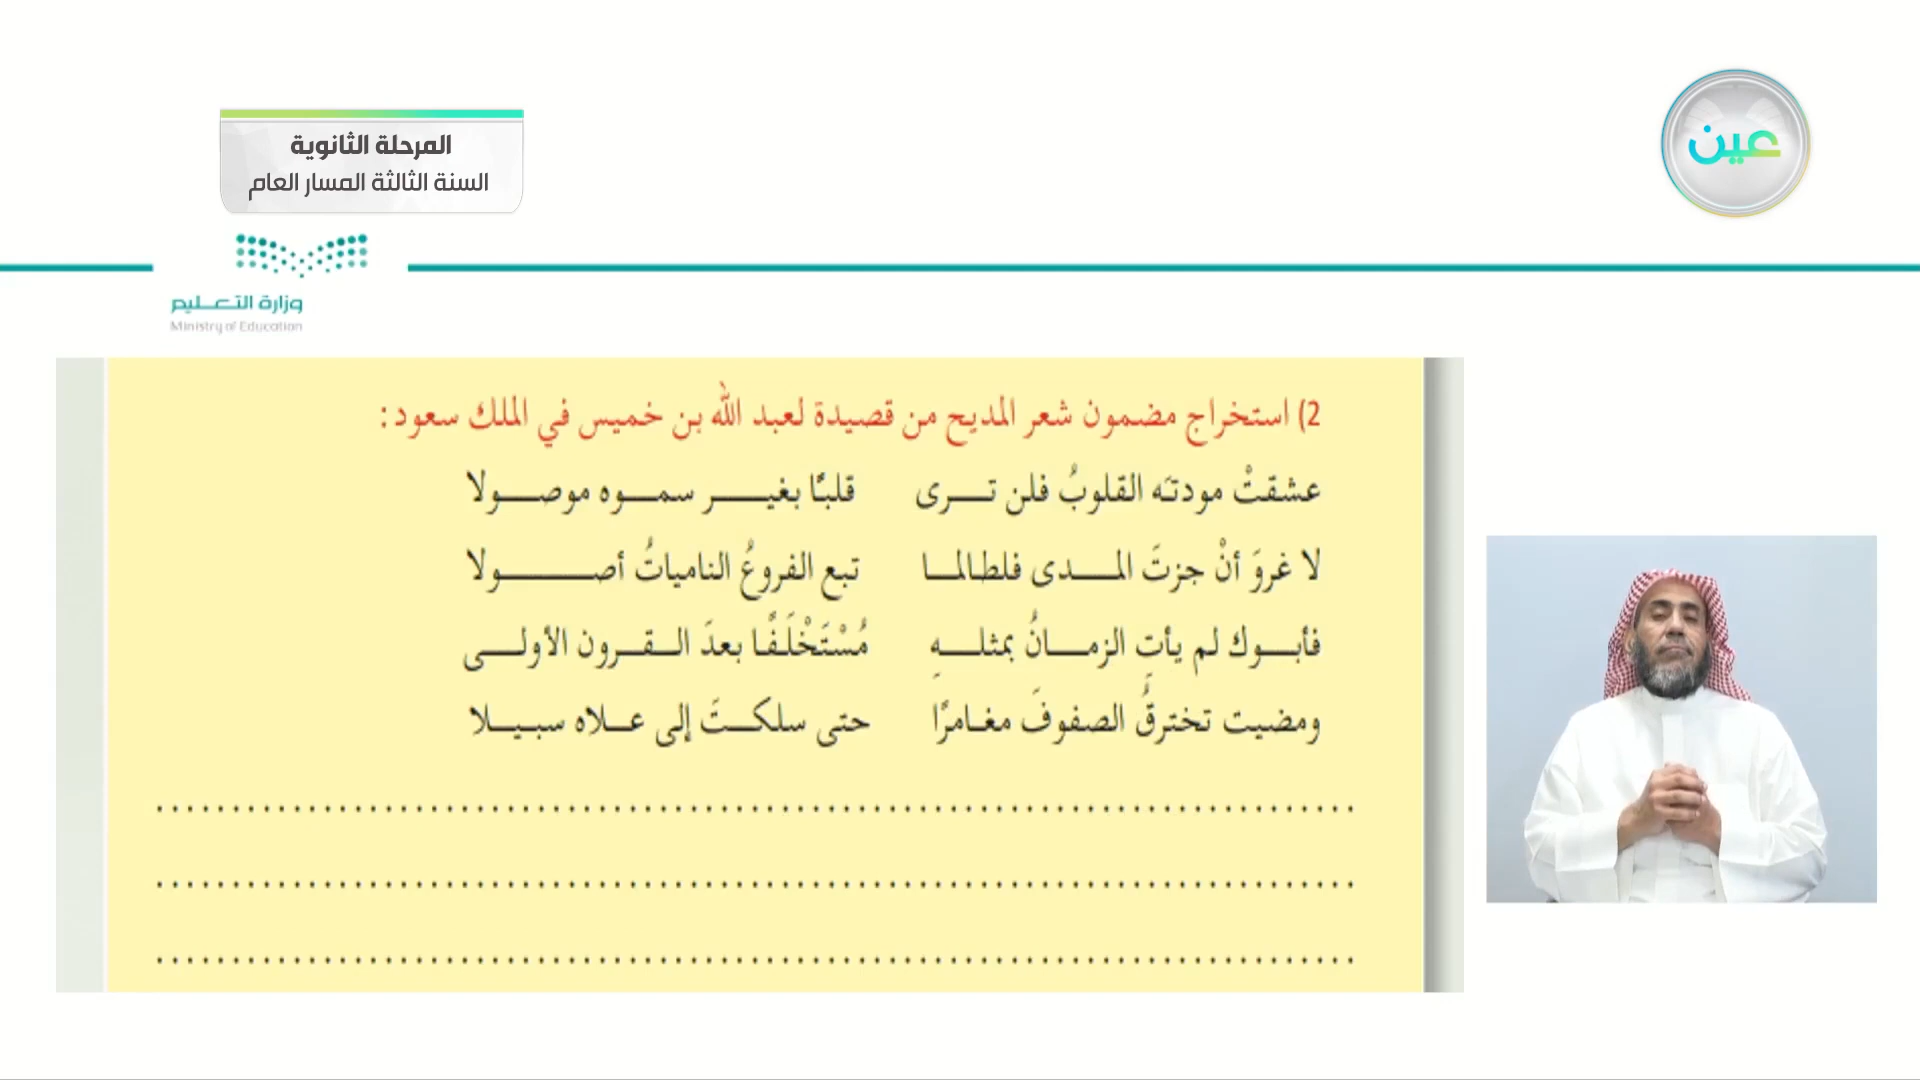 المرحلة الثانوية
السنة الثالثة المسار العام
عين
وزارة التعليم
Ministry of Education
2) استخراج مضمون شعر المديح من قصيدة لعبد الله بن خميس في الملك سعود:
عشقتْ مودتَه القلوبُ فلن ترى قلبًا بغير سموه موصولا
لا غروَ أنْ جزتَ المدى فلطالما تبع الفروعُ النامياتُ أصولا
فأبوك لم يأتِ الزمانُ بمثلهِ مُسْتَخْلَفًا بعدَ القرون الأولى
ومضيت تخترقُ الصفوفَ مغامرًا حتى سلكتَ إلى علاه سبيلا